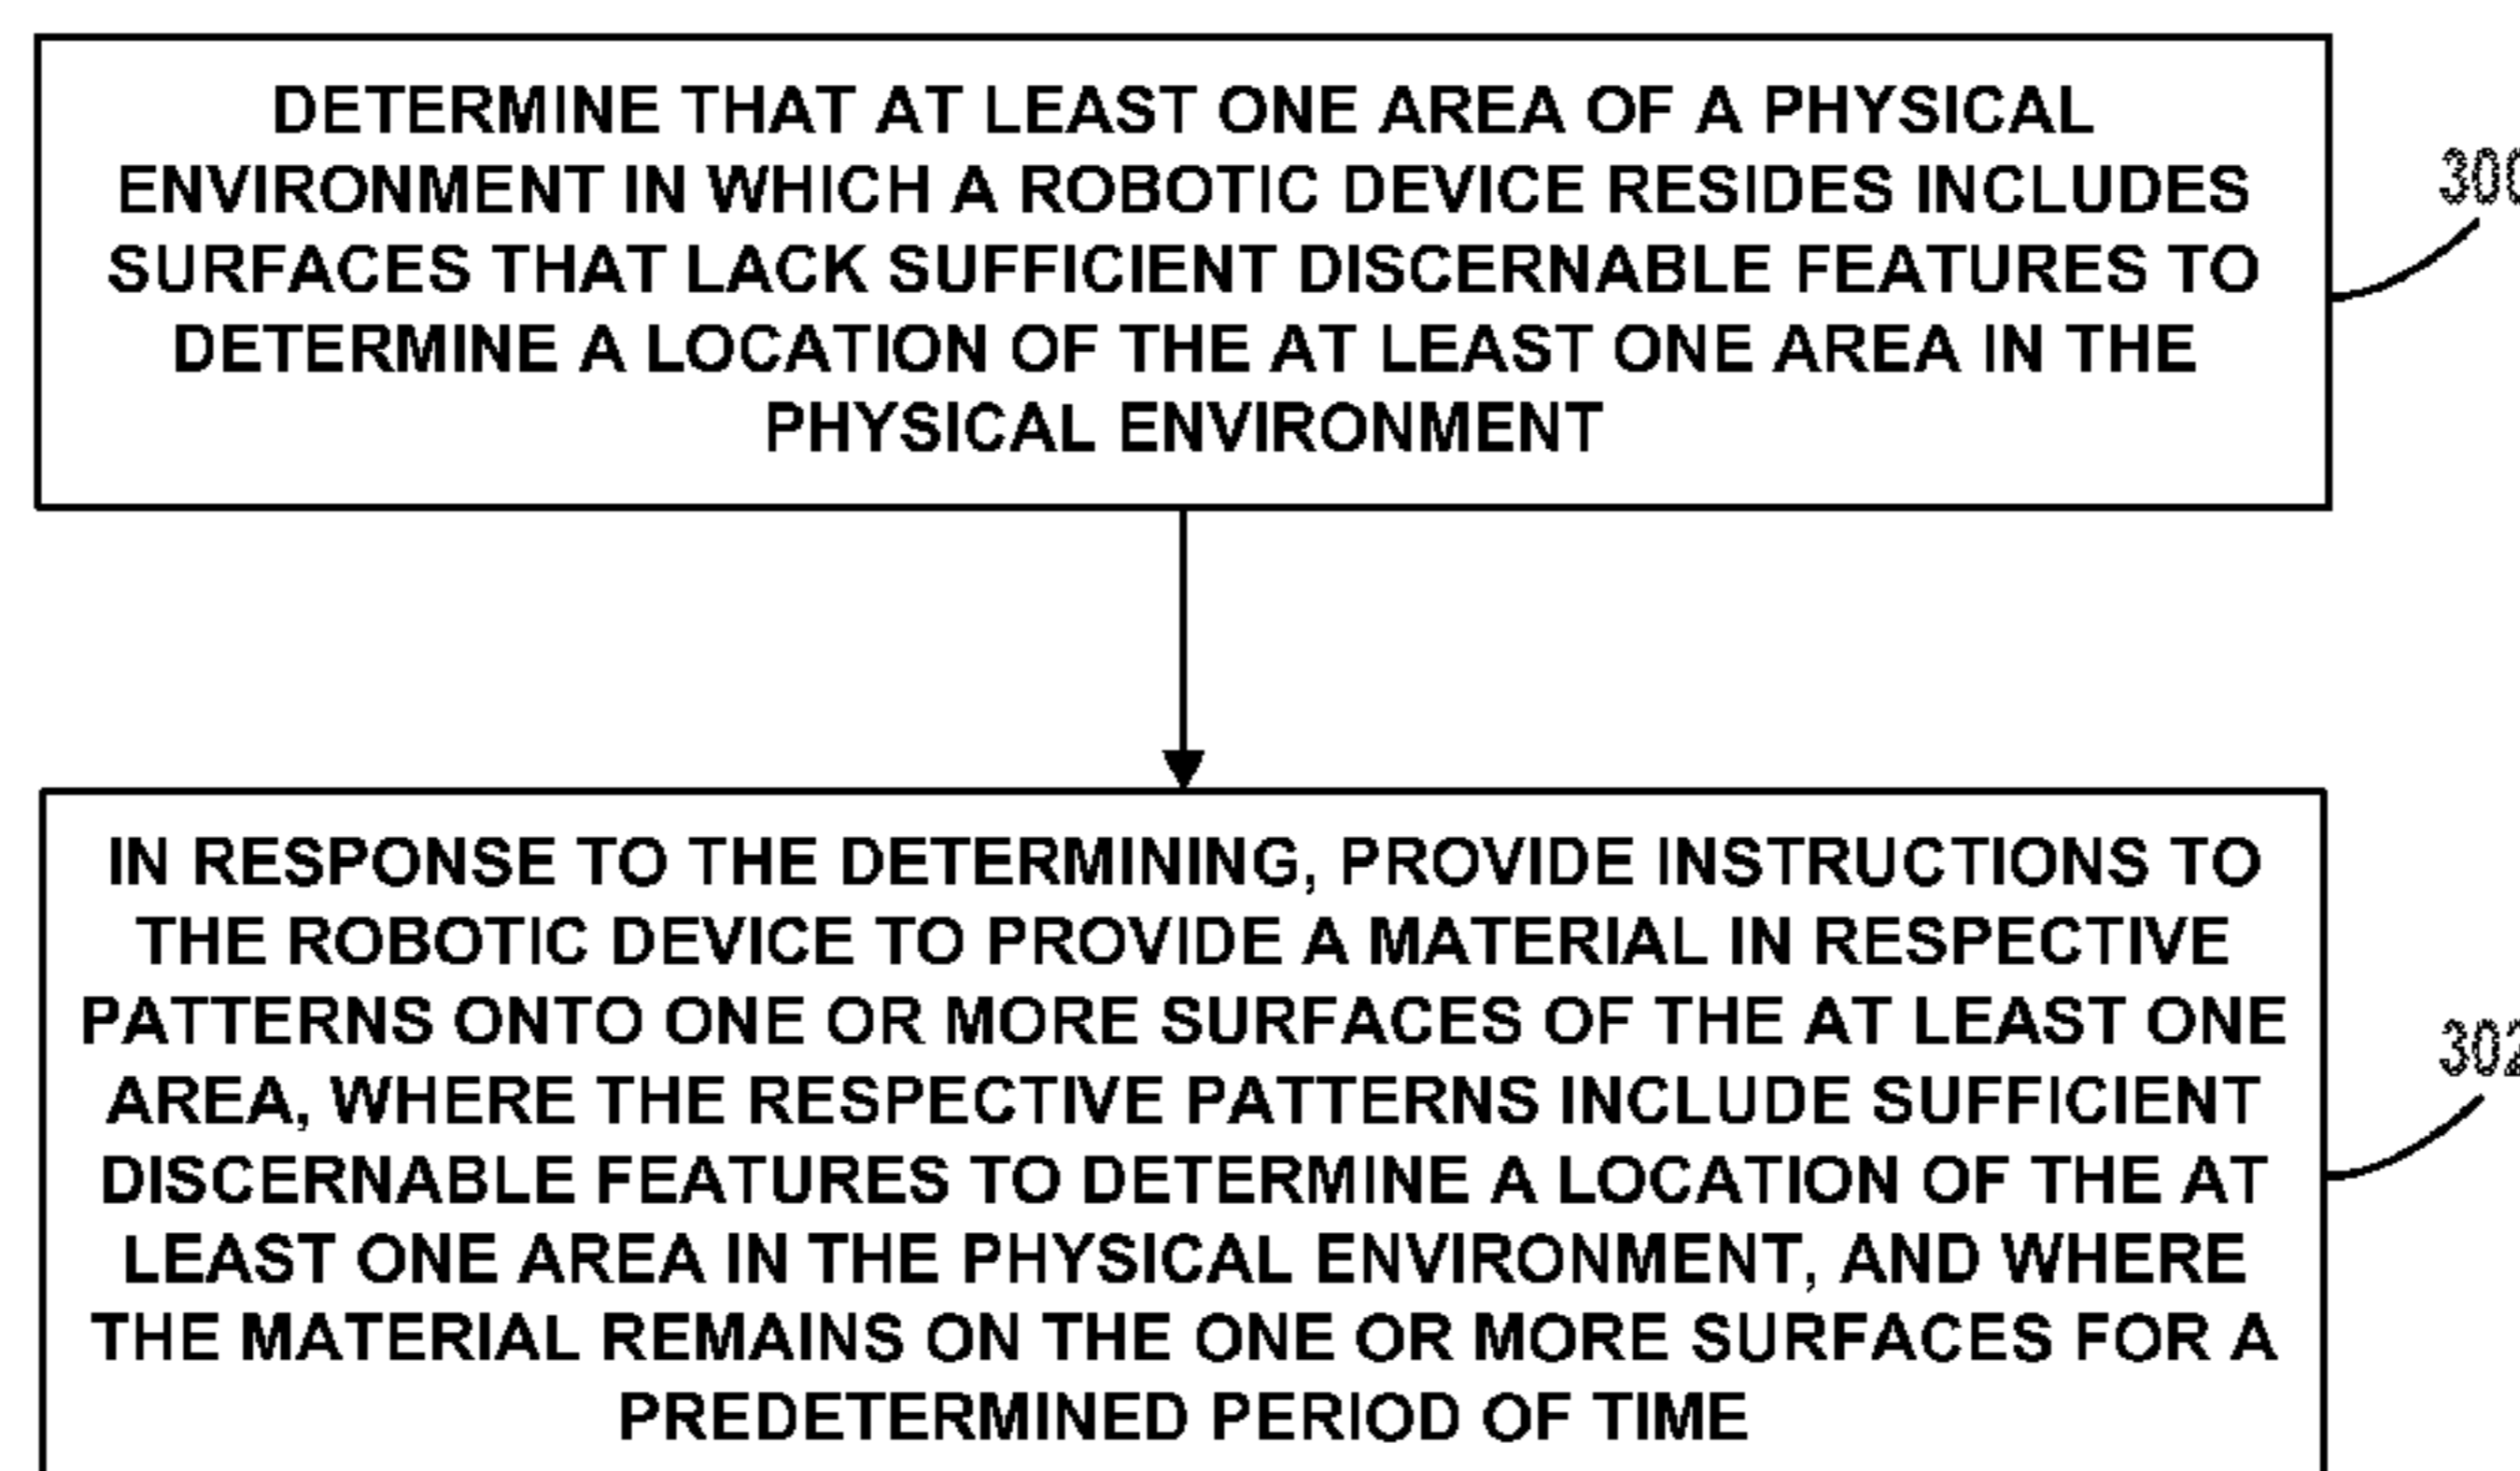 DETERMINE THAT AT LEAST ONE AREA OF A PHYSICAL
ENVIRONMENT IN WHICH A ROBOTIC DEVICE RESIDES INCLUDES
SURFACES THAT LACK SUFFICIENT DISCERNABLE FEATURES TO
DETERMINE A LOCATION OF THE AT LEAST ONE AREA IN THE
PHYSICAL ENVIRONMENT
300
IN RESPONSE TO THE DETERMINING, PROVIDE INSTRUCTIONS TO
THE ROBOTIC DEVICE TO PROVIDE A MATERIAL IN RESPECTIVE
PATTERNS ONTO ONE OR MORE SURFACES OF THE AT LEAST ONE
AREA, WHERE THE RESPECTIVE PATTERNS INCLUDE SUFFICIENT
DISCERNABLE FEATURES TO DETERMINE A LOCATION OF THE AT
LEAST ONE AREA IN THE PHYSICAL ENVIRONMENT, AND WHERE
THE MATERIAL REMAINS ON THE ONE OR MORE SURFACES FOR A
PREDETERMINED PERIOD OF TIME
302